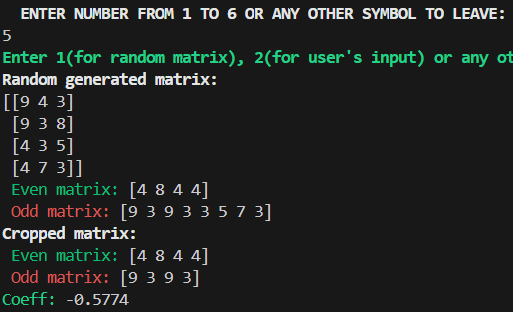 ENTER NUMBER FROM 1 TO 6 OR ANY OTHER SYMBOL TO LEAVE:
5
Enter 1(for random matrix), 2(for user's input) or any
Random generated matrix:
[[9 4 3]
[9 3 8]
[4 3 5]
[4 7 3]]
Even matrix: [4 8 4 4]
Odd matrix: [9 3 9 3 3 5 7 3]
Cropped matrix:
Even matrix: [4 8 4 4]
Odd matrix: [9 3 9 3]
Coeff: -0.5774